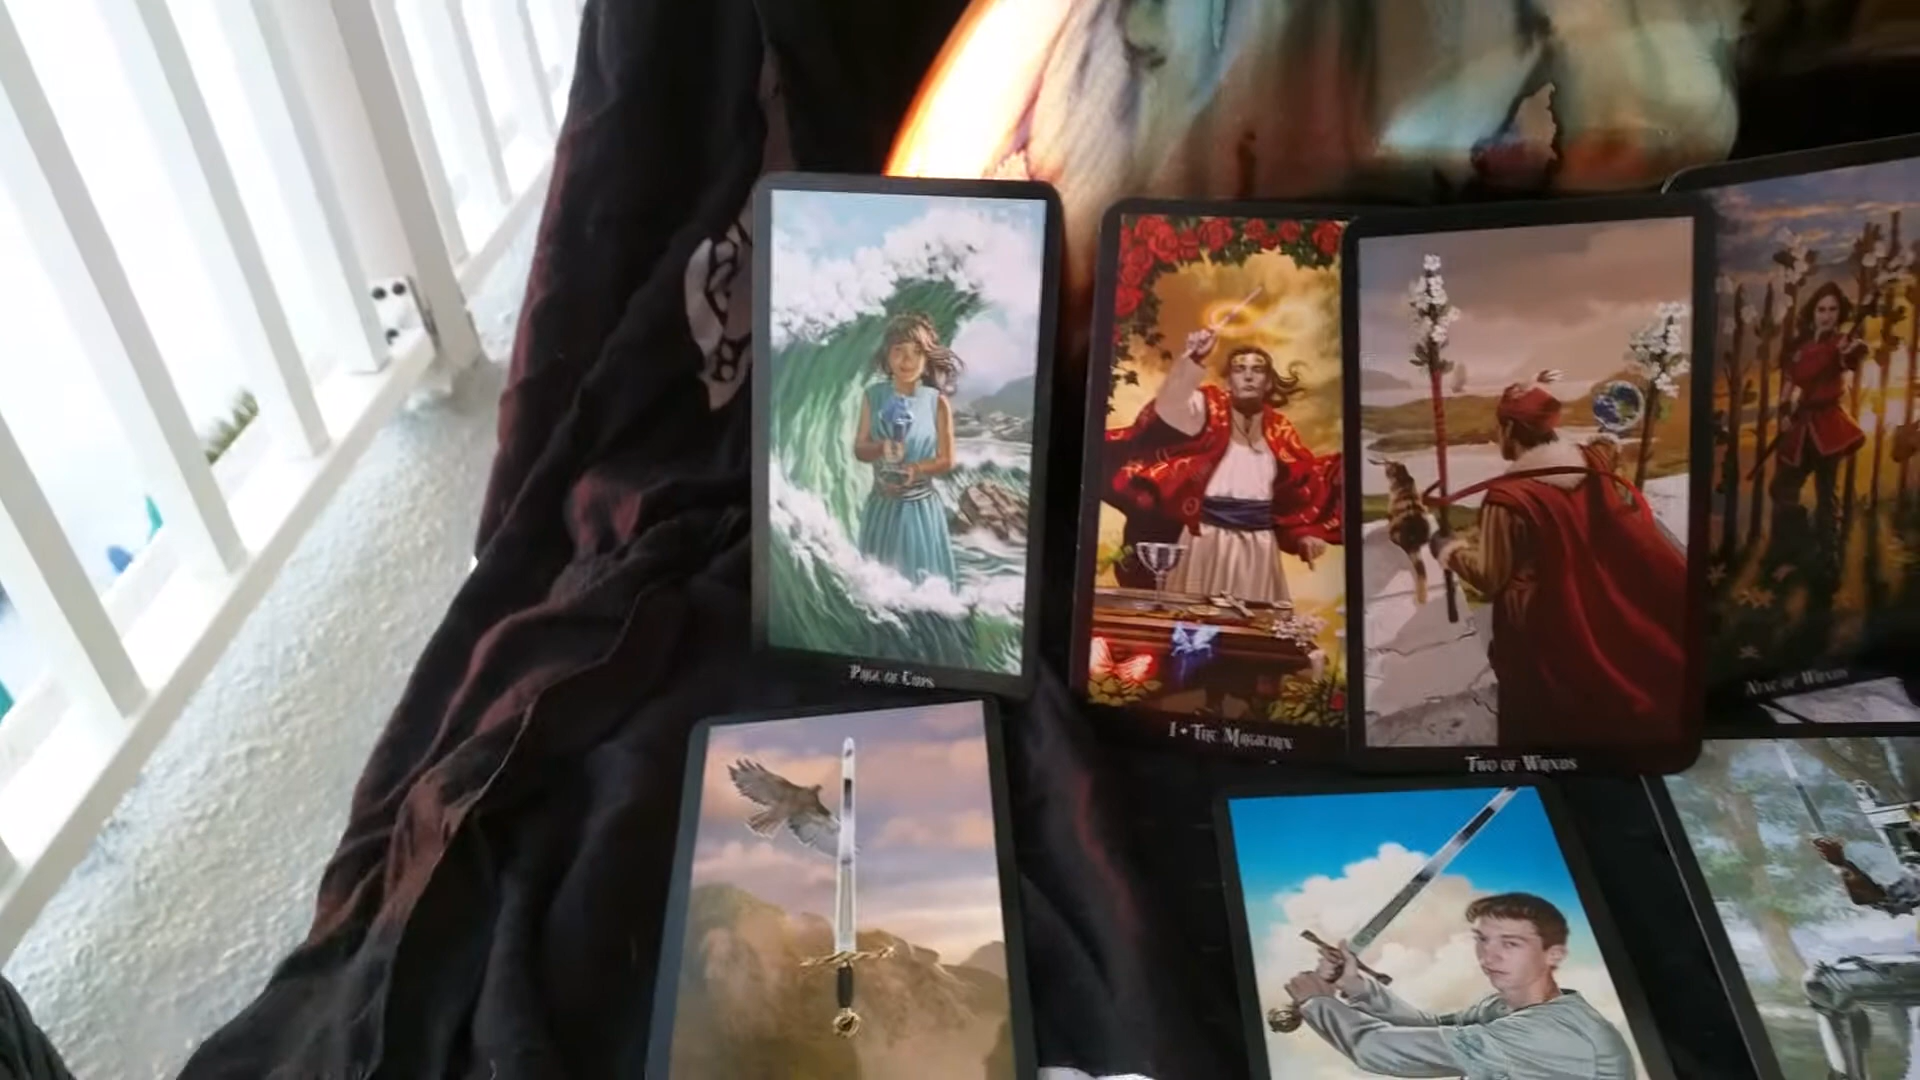 Page of Cups
I • The Magician
Two of Wands
Nine of Wands